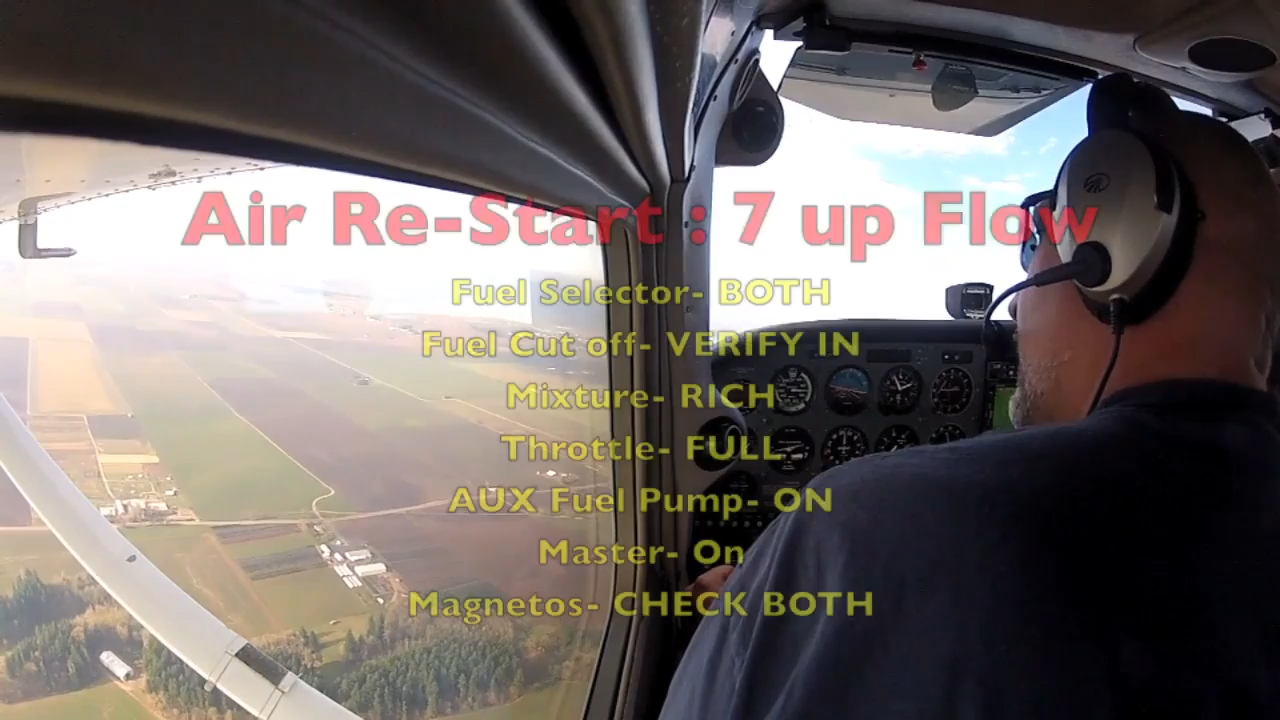 Air Re-Start : 7 up Flow
Fuel Selector- BOTH
Fuel Cut off- VERIFY IN
Mixture- RICH
Throttle- FULL
AUX Fuel Pump- ON
Master- On
Magnetos- CHECK BOTH